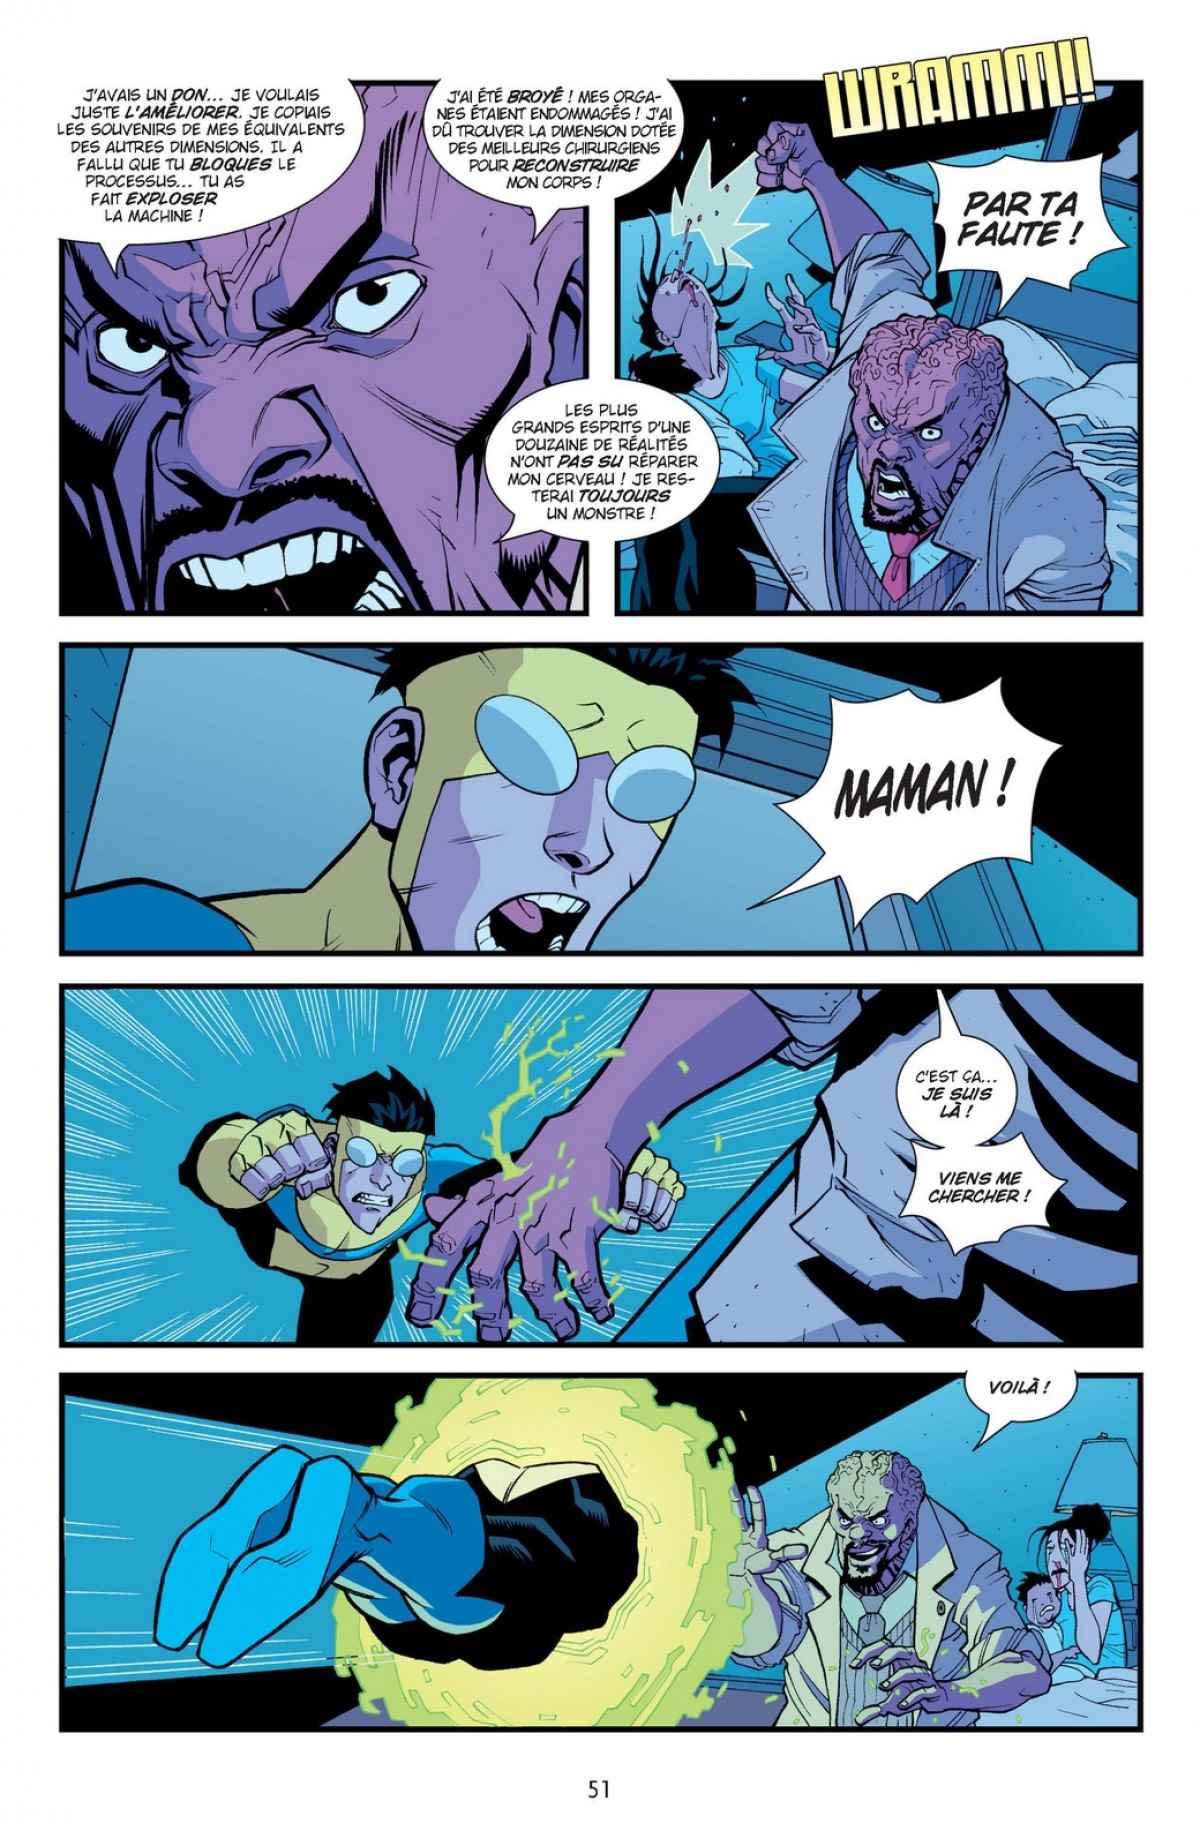 J'AVAIS UN DON... JE VOULAIS
JUSTE L'AMÉLIORER. JE COPIAIS
LES SOUVENIRS DE MES ÉQUIVALENTS
DES AUTRES DIMENSIONS. IL A
FALLU QUE TU BLOQUES LE
PROCESSUS... TU AS
FAIT EXPLOSER
LA MACHINE !
J'AI ÉTÉ BROYÉ ! MES ORGA-
NES ÉTAIENT ENDOMMAGÉS ! J'AI
DÛ TROUVER LA DIMENSION DOTÉE
DES MEILLEURS CHIRURGIENS
POUR RECONSTRUIRE
MON CORPS !
LES PLUS
GRANDS ESPRITS D'UNE
DOUZAINE DE RÉALITÉS
N'ONT PAS SU RÉPARER
MON CERVEAU ! JE RES-
TERAI TOUJOURS
UN MONSTRE !
WRAMM!!
PAR TA
FAUTE !
MAMAN !
C'EST ÇA...
JE SUIS
LÀ !
VIENS ME
CHERCHER !
VOILÀ !
51